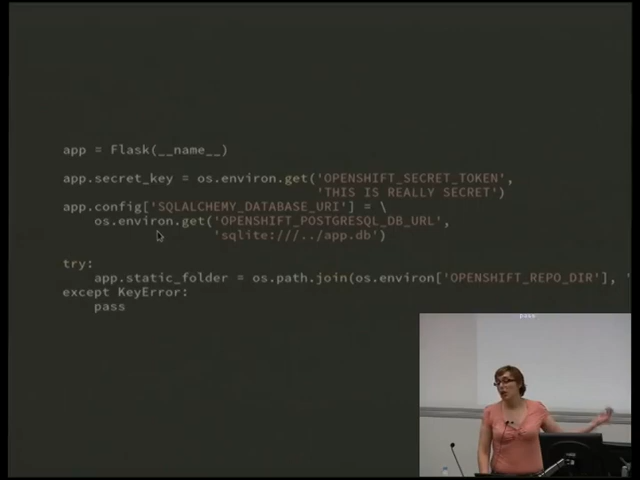 app = Flask(__name__)
app.secret_key = os.environ.get('OPENSHIFT_SECRET_TOKEN',
'THIS IS REALLY SECRET')
app.config['SQLALCHEMY_DATABASE_URI'] = \
os.environ.get('OPENSHIFT_POSTGRESQL_DB_URL',
'sqlite:///../app.db')
try:
app.static_folder = os.path.join(os.environ['OPENSHIFT_REPO_DIR'], '
except KeyError:
pass
pass